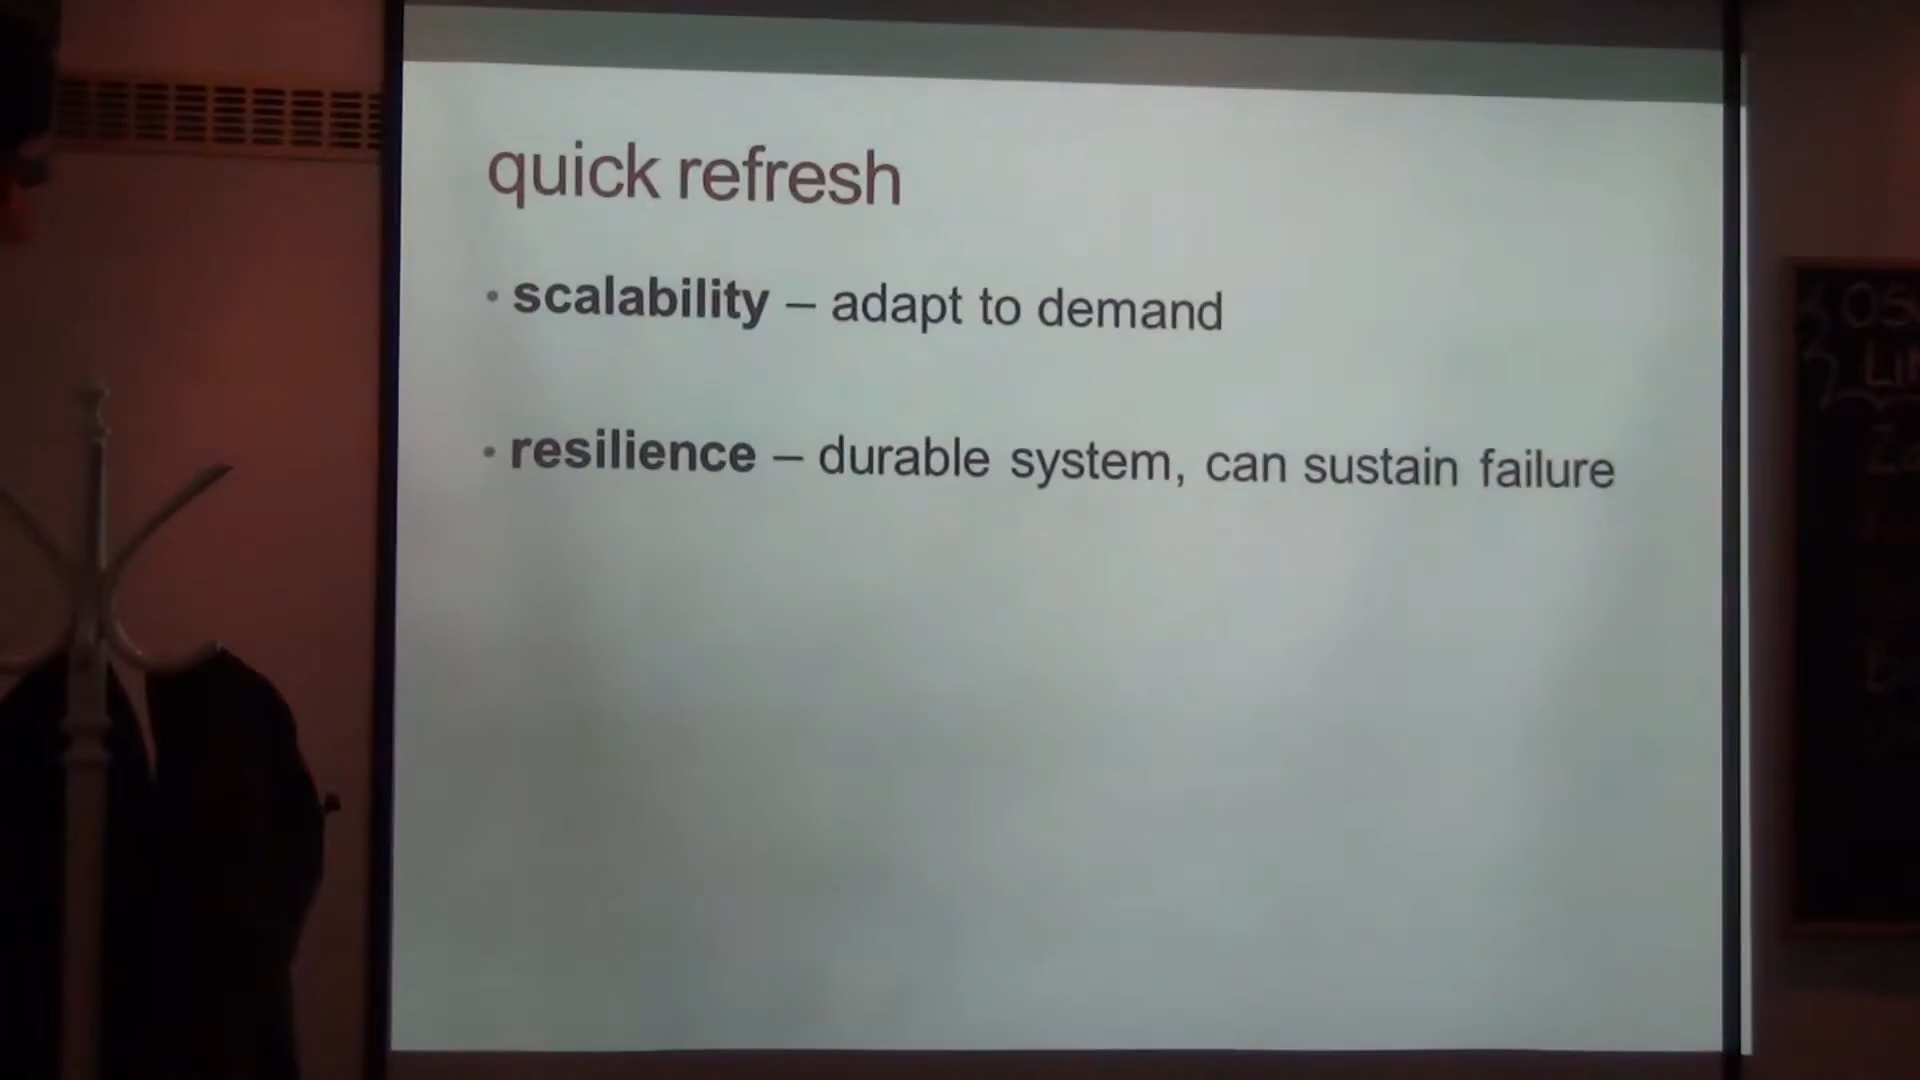 quick refresh
• scalability – adapt to demand
• resilience – durable system, can sustain failure